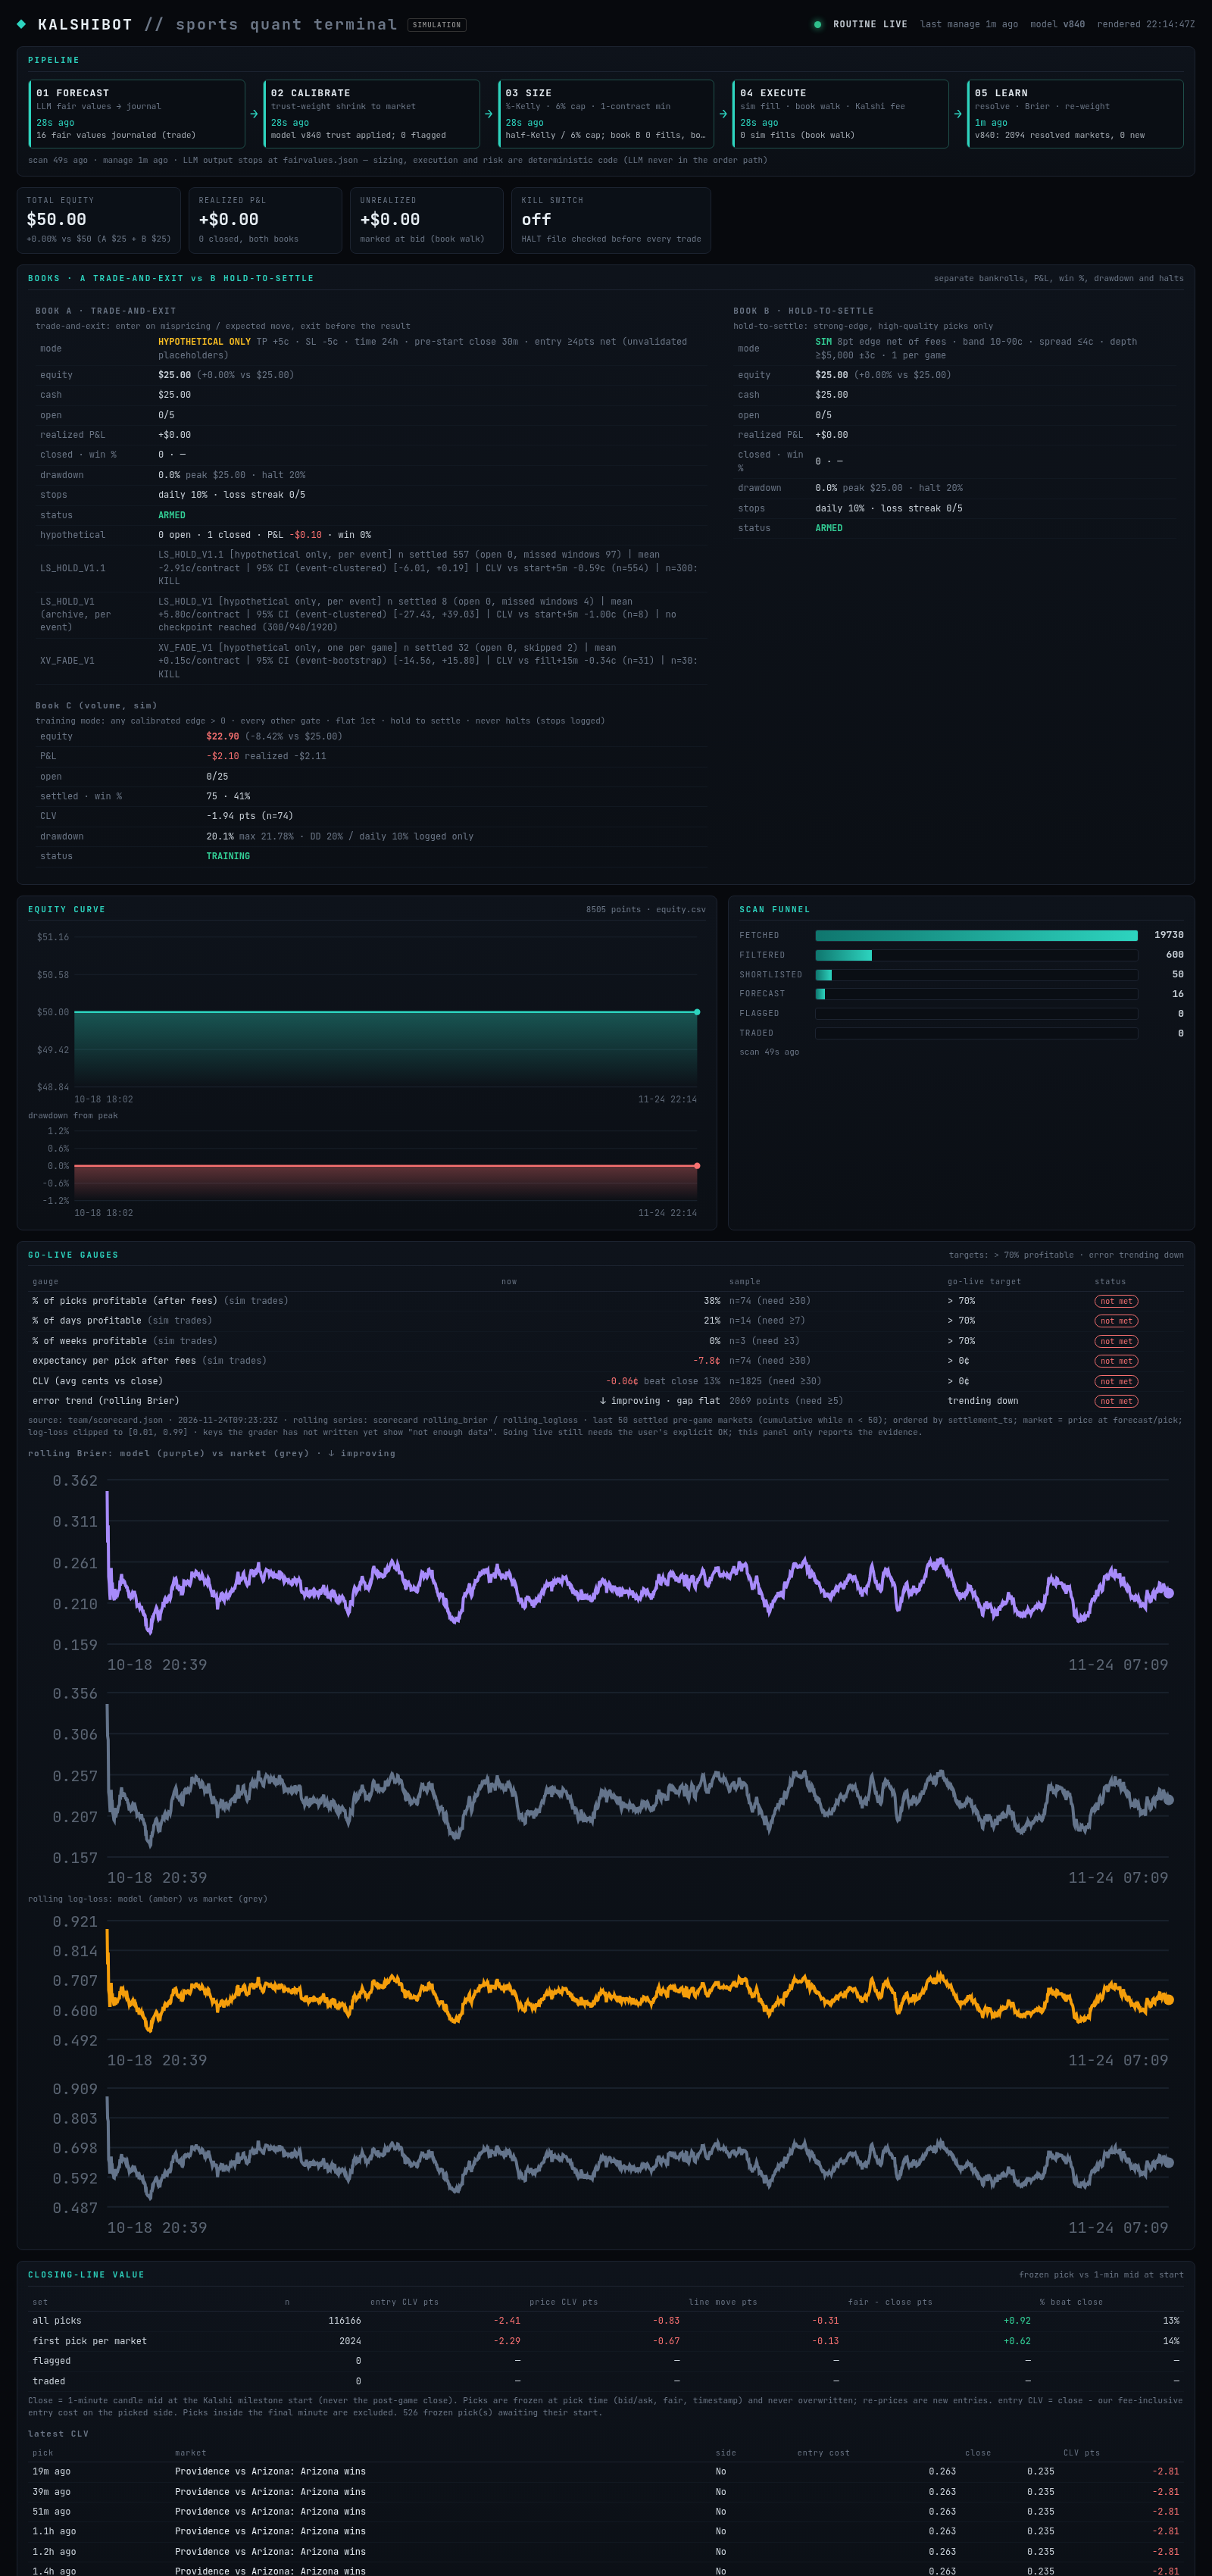 ◆ KALSHIBOT // sports quant terminal SIMULATION
ROUTINE LIVE last manage 1m ago model v840 rendered 22:14:47Z
PIPELINE
01 FORECAST
LLM fair values → journal
28s ago
16 fair values journaled (trade)
→
02 CALIBRATE
trust-weight shrink to market
28s ago
model v840 trust applied; 0 flagged
→
03 SIZE
½-Kelly · 6% cap · 1-contract min
28s ago
half-Kelly / 6% cap; book B 0 fills, bo…
→
04 EXECUTE
sim fill · book walk · Kalshi fee
28s ago
0 sim fills (book walk)
→
05 LEARN
resolve · Brier · re-weight
1m ago
v840: 2094 resolved markets, 0 new
scan 49s ago · manage 1m ago · LLM output stops at fairvalues.json — sizing, execution and risk are deterministic code (LLM never in the order path)
TOTAL EQUITY
$50.00
+0.00% vs $50 (A $25 + B $25)
REALIZED P&L
+$0.00
0 closed, both books
UNREALIZED
+$0.00
marked at bid (book walk)
KILL SWITCH
off
HALT file checked before every trade
BOOKS · A TRADE-AND-EXIT vs B HOLD-TO-SETTLE
separate bankrolls, P&L, win %, drawdown and halts
BOOK A · TRADE-AND-EXIT
trade-and-exit: enter on mispricing / expected move, exit before the result
mode HYPOTHETICAL ONLY TP +5c · SL -5c · time 24h · pre-start close 30m · entry ≥4pts net (unvalidated
placeholders)
equity $25.00 (+0.00% vs $25.00)
cash $25.00
open 0/5
realized P&L +$0.00
closed · win % 0 · —
drawdown 0.0% peak $25.00 · halt 20%
stops daily 10% · loss streak 0/5
status ARMED
hypothetical 0 open · 1 closed · P&L -$0.10 · win 0%
LS_HOLD_V1.1 LS_HOLD_V1.1 [hypothetical only, per event] n settled 557 (open 0, missed windows 97) | mean
-2.91c/contract | 95% CI (event-clustered) [-6.01, +0.19] | CLV vs start+5m -0.59c (n=554) | n=300:
KILL
LS_HOLD_V1 (archive, per event) LS_HOLD_V1 [hypothetical only, per event] n settled 8 (open 0, missed windows 4) | mean
+5.80c/contract | 95% CI (event-clustered) [-27.43, +39.03] | CLV vs start+5m -1.00c (n=8) | no
checkpoint reached (300/940/1920)
XV_FADE_V1 XV_FADE_V1 [hypothetical only, one per game] n settled 32 (open 0, skipped 2) | mean
+0.15c/contract | 95% CI (event-bootstrap) [-14.56, +15.80] | CLV vs fill+15m -0.34c (n=31) | n=30:
KILL
BOOK B · HOLD-TO-SETTLE
hold-to-settle: strong-edge, high-quality picks only
mode SIM 8pt edge net of fees · band 10-90c · spread ≤4c · depth
≥$5,000 ±3c · 1 per game
equity $25.00 (+0.00% vs $25.00)
cash $25.00
open 0/5
realized P&L +$0.00
closed · win % 0 · —
drawdown 0.0% peak $25.00 · halt 20%
stops daily 10% · loss streak 0/5
status ARMED
Book C (volume, sim)
training mode: any calibrated edge > 0 · every other gate · flat 1ct · hold to settle · never halts (stops logged)
equity $22.90 (-8.42% vs $25.00)
P&L -$2.10 realized -$2.11
open 0/25
settled · win % 75 · 41%
CLV -1.94 pts (n=74)
drawdown 20.1% max 21.78% · DD 20% / daily 10% logged only
status TRAINING
EQUITY CURVE 8505 points · equity.csv
$51.16
$50.58
$50.00
$49.42
$48.84
10-18 18:02 11-24 22:14
drawdown from peak
1.2%
0.6%
0.0%
-0.6%
-1.2%
10-18 18:02 11-24 22:14
SCAN FUNNEL
FETCHED 19730
FILTERED 600
SHORTLISTED 50
FORECAST 16
FLAGGED 0
TRADED 0
scan 49s ago
GO-LIVE GAUGES targets: > 70% profitable · error trending down
gauge now sample go-live target status
% of picks profitable (after fees) (sim trades) 38% n=74 (need ≥30) > 70% not met
% of days profitable (sim trades) 21% n=14 (need ≥7) > 70% not met
% of weeks profitable (sim trades) 0% n=3 (need ≥3) > 70% not met
expectancy per pick after fees (sim trades) -7.8¢ n=74 (need ≥30) > 0¢ not met
CLV (avg cents vs close) -0.06¢ beat close 13% n=1825 (need ≥30) > 0¢ not met
error trend (rolling Brier) ↓ improving · gap flat 2069 points (need ≥5) trending down not met
source: team/scorecard.json · 2026-11-24T09:23:23Z · rolling series: scorecard rolling_brier / rolling_logloss · last 50 settled pre-game markets (cumulative while n < 50); ordered by settlement_ts; market = price at forecast/pick;
log-loss clipped to [0.01, 0.99] · keys the grader has not written yet show "not enough data". Going live still needs the user's explicit OK; this panel only reports the evidence.
rolling Brier: model (purple) vs market (grey) · ↓ improving
0.362
0.311
0.261
0.210
0.159
10-18 20:39 11-24 07:09
0.356
0.306
0.257
0.207
0.157
10-18 20:39 11-24 07:09
rolling log-loss: model (amber) vs market (grey)
0.921
0.814
0.707
0.600
0.492
10-18 20:39 11-24 07:09
0.909
0.803
0.698
0.592
0.487
10-18 20:39 11-24 07:09
CLOSING-LINE VALUE frozen pick vs 1-min mid at start
set n entry CLV pts price CLV pts line move pts fair - close pts % beat close
all picks 116166 -2.41 -0.83 -0.31 +0.92 13%
first pick per market 2024 -2.29 -0.67 -0.13 +0.62 14%
flagged 0 — — — — —
traded 0 — — — — —
Close = 1-minute candle mid at the Kalshi milestone start (never the post-game close). Picks are frozen at pick time (bid/ask, fair, timestamp) and never overwritten; re-prices are new entries. entry CLV = close - our fee-inclusive
entry cost on the picked side. Picks inside the final minute are excluded. 526 frozen pick(s) awaiting their start.
latest CLV
pick market side entry cost close CLV pts
19m ago Providence vs Arizona: Arizona wins No 0.263 0.235 -2.81
39m ago Providence vs Arizona: Arizona wins No 0.263 0.235 -2.81
51m ago Providence vs Arizona: Arizona wins No 0.263 0.235 -2.81
1.1h ago Providence vs Arizona: Arizona wins No 0.263 0.235 -2.81
1.2h ago Providence vs Arizona: Arizona wins No 0.263 0.235 -2.81
1.4h ago Providence vs Arizona: Arizona wins No 0.263 0.235 -2.81